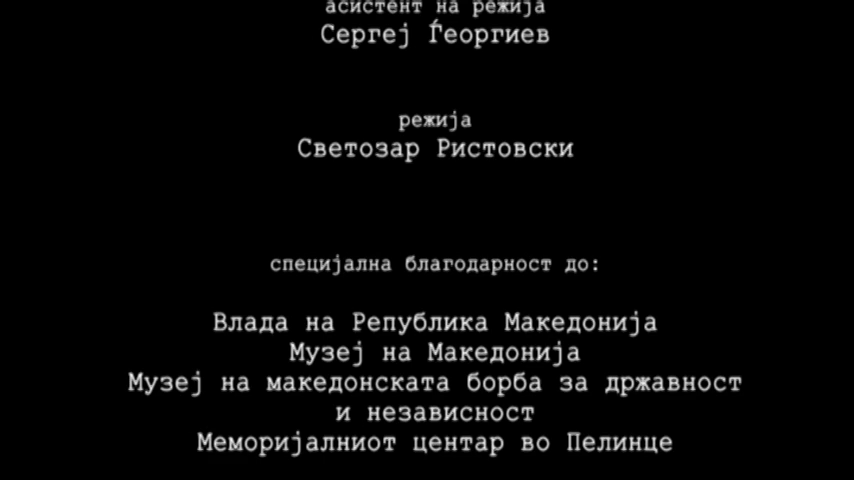 асистент на режија
Сергеј Ѓеоргиев
режија
Светозар Ристовски
специјална благодарност до:
Влада на Република Македонија
Музеј на Македонија
Музеј на македонската борба за државност
и независност
Меморијалниот центар во Пелинце